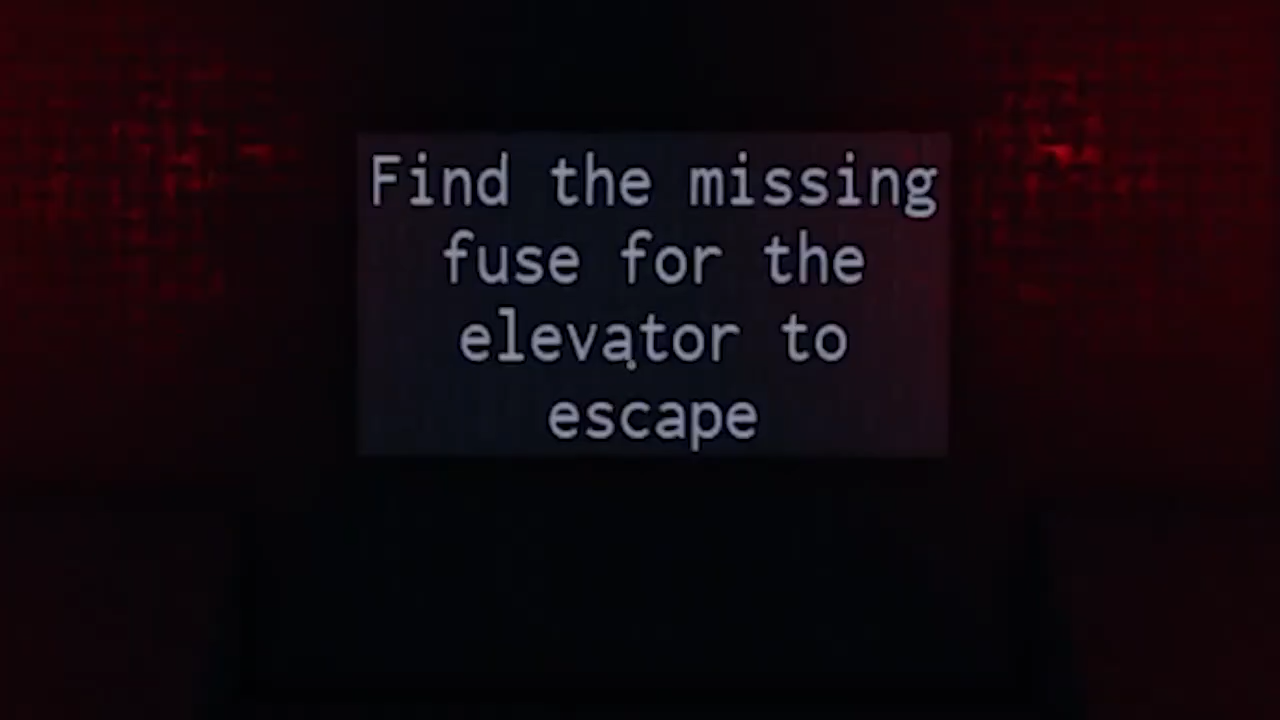 Find the missing
fuse for the
elevator to
escape